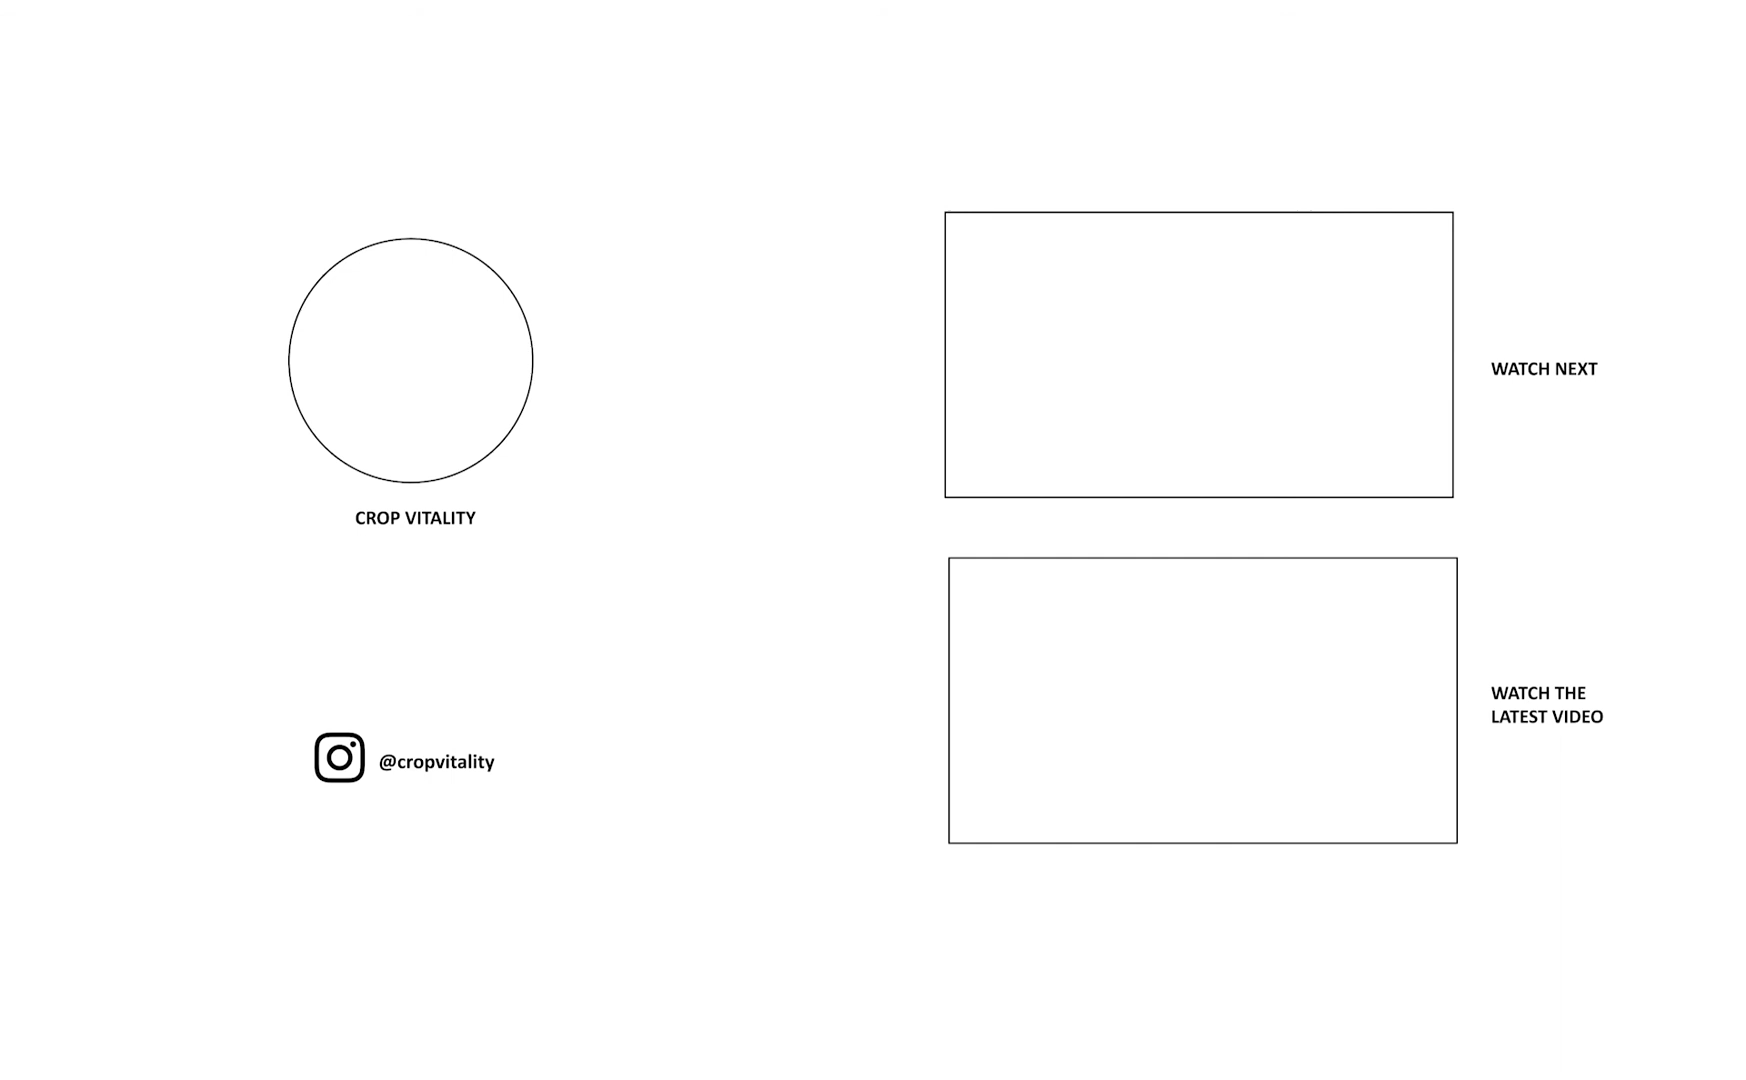 CROP VITALITY
@cropvitality
WATCH NEXT
WATCH THE
LATEST VIDEO